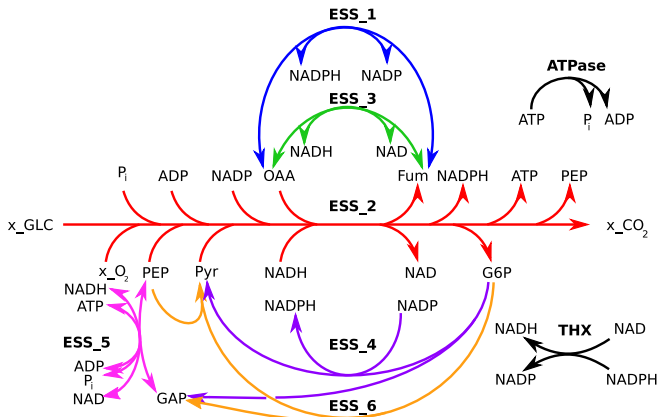 ESS_1
NADPH NADP
ATPase
ESS_3
ATP Pi ADP
NADH NAD
Pi ADP NADP OAA Fum NADPH ATP PEP
ESS_2
x_GLC x_CO2
x_O2 PEP Pyr NADH NAD G6P
NADH
ATP NADPH NADP
NADH THX NAD
ESS_5 ESS_4
ADP
Pi
NADP NADPH
NAD GAP
ESS_6